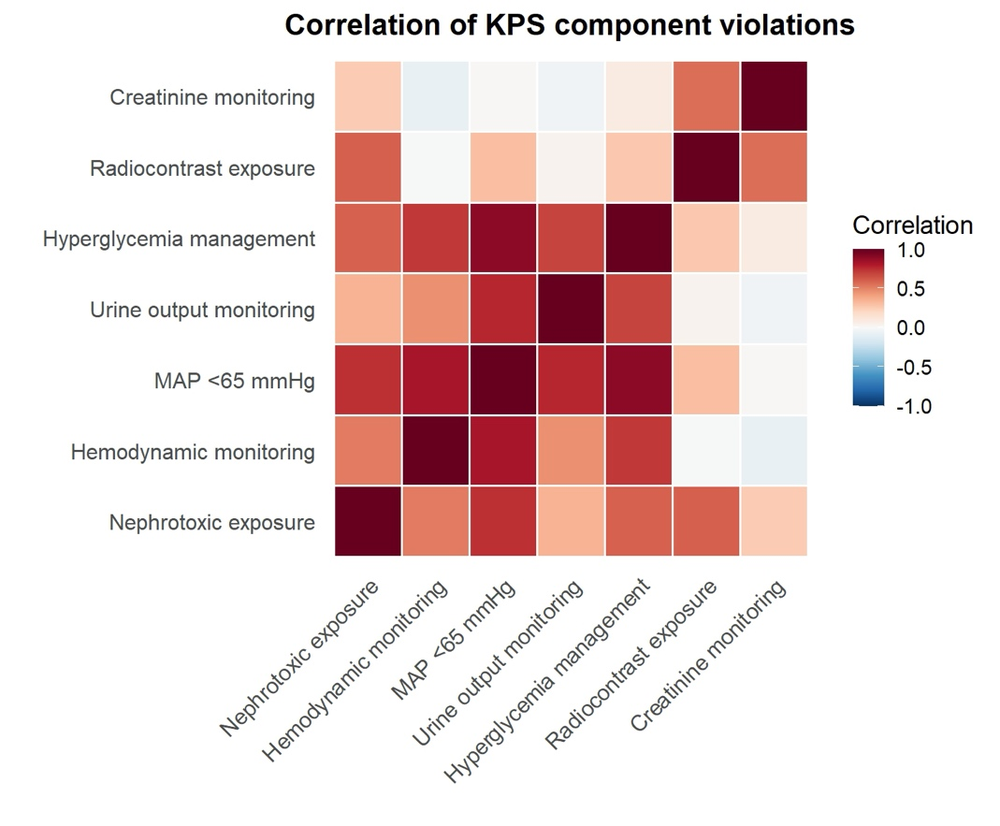 Correlation of KPS component violations
Creatinine monitoring
Radiocontrast exposure
Hyperglycemia management
Urine output monitoring
MAP <65 mmHg
Hemodynamic monitoring
Nephrotoxic exposure
Nephrotoxic exposure
Hemodynamic monitoring
MAP <65 mmHg
Urine output monitoring
Hyperglycemia management
Radiocontrast exposure
Creatinine monitoring
Correlation
1.0
0.5
0.0
-0.5
-1.0